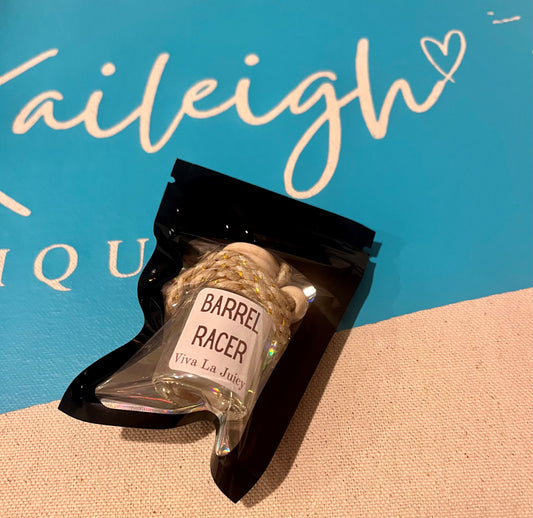 Kaileigh
IQU
BARREL
RACER
Viva La Juicy